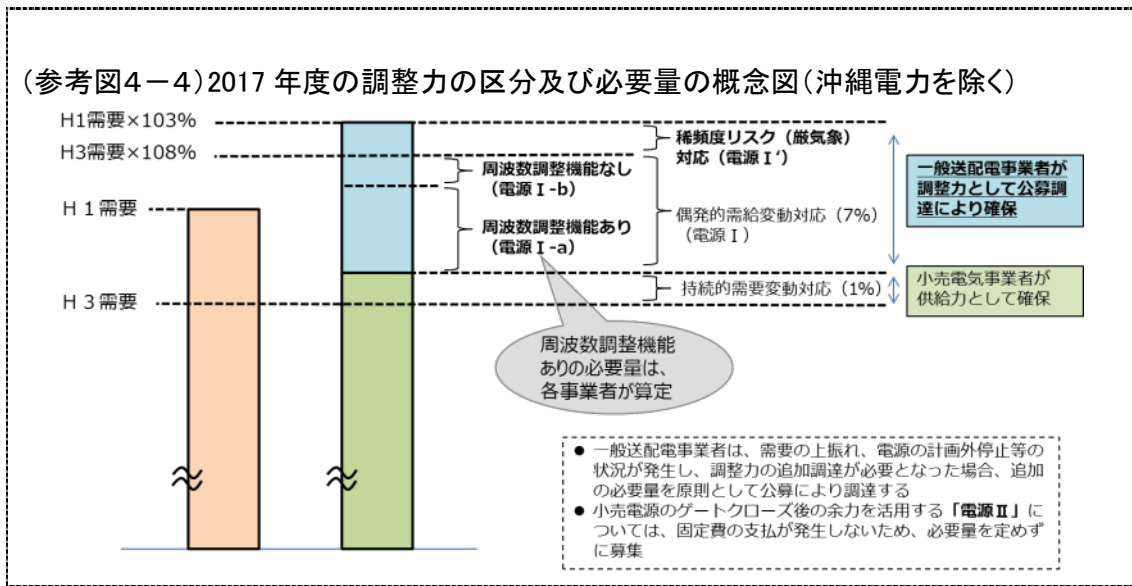 (参考図4－4)2017 年度の調整力の区分及び必要量の概念図(沖縄電力を除く)
H1需要×103%
H3需要×108%
H１需要
H３需要
周波数調整機能なし
（電源Ⅰ-b）
周波数調整機能あり
（電源Ⅰ-a）
稀頻度リスク（厳気象）
対応（電源Ⅰ'）
偶発的需給変動対応（7%）
（電源Ⅰ）
持続的需要変動対応（1%）
一般送配電事業者が
調整力として公募調
達により確保
小売電気事業者が
供給力として確保
周波数調整機能
ありの必要量は、
各事業者が算定
● 一般送配電事業者は、需要の上振れ、電源の計画外停止等の
状況が発生し、調整力の追加調達が必要となった場合、追加
の必要量を原則として公募により調達する
● 小売電源のゲートクローズ後の余力を活用する「電源Ⅱ」に
ついては、固定費の支払が発生しないため、必要量を定めず
に募集